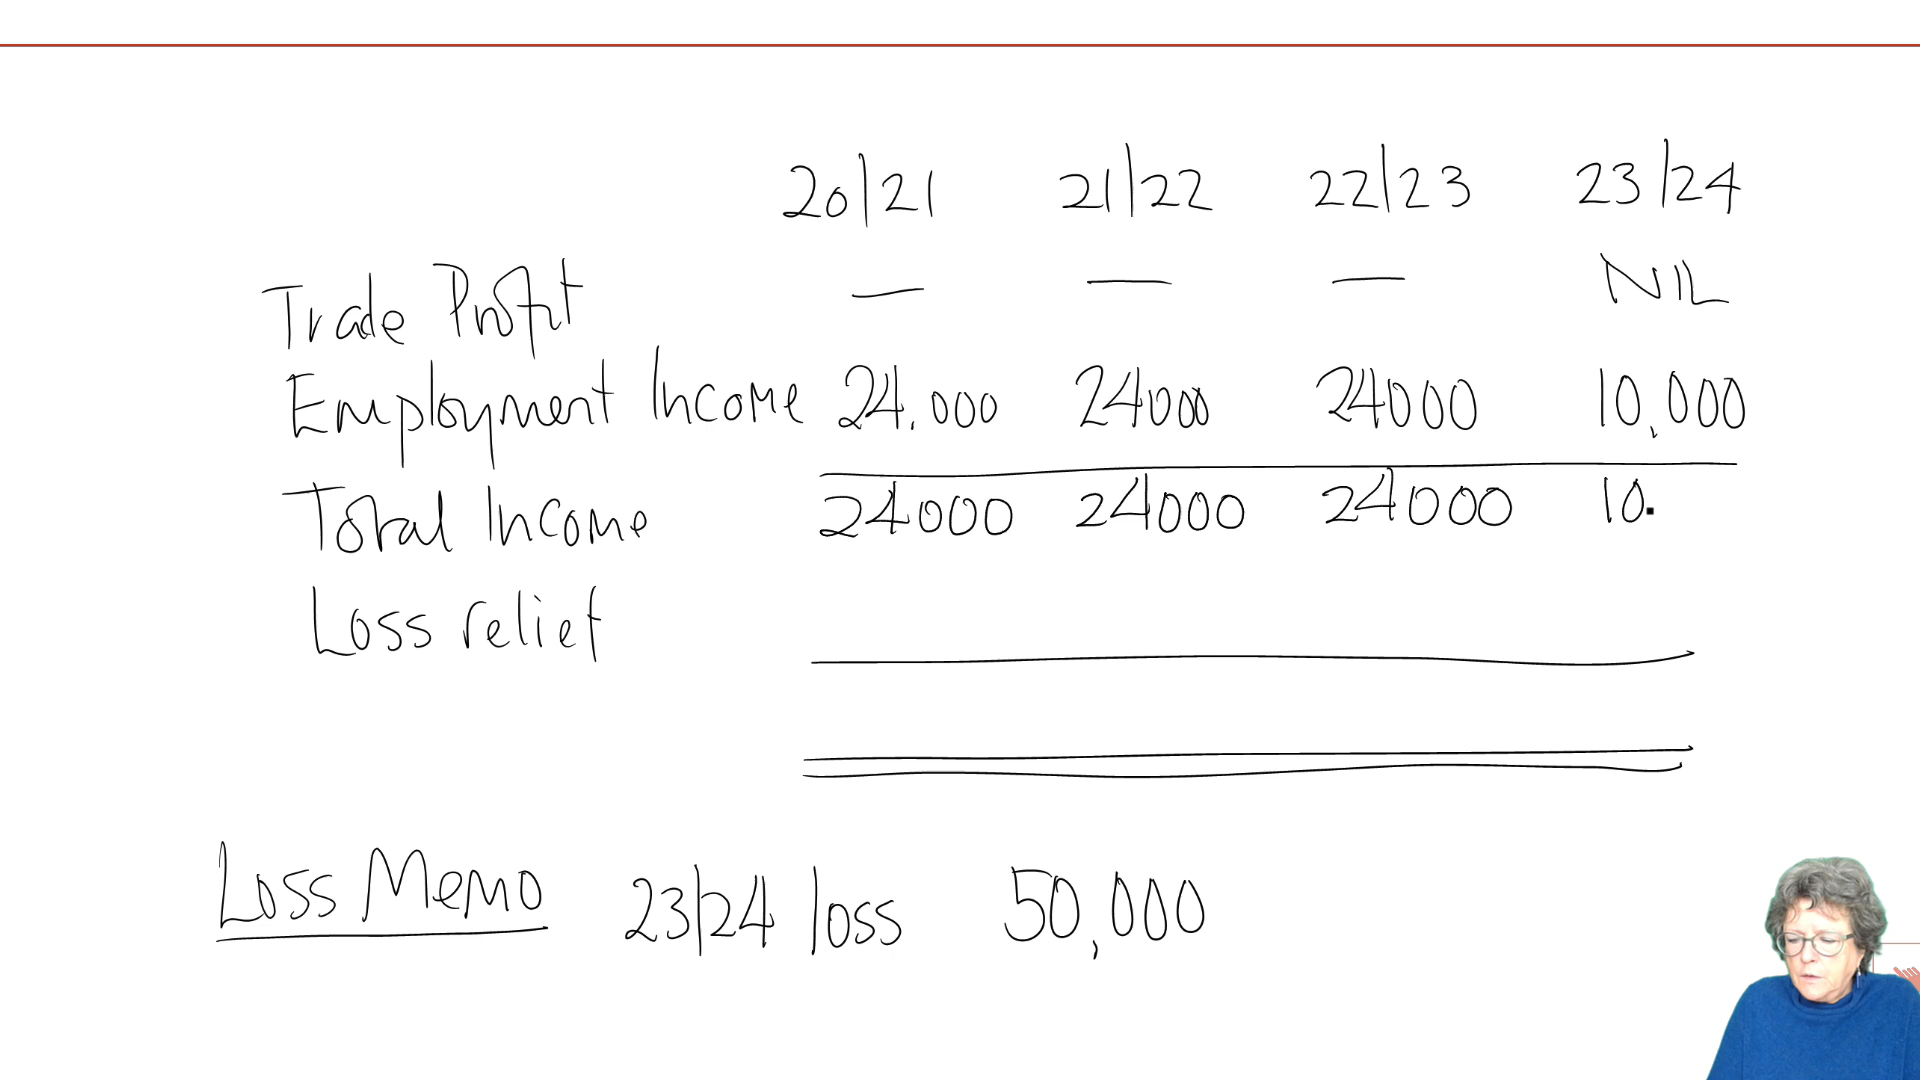 20/21 21/22 22/23 23/24
Trade Profit — — — NIL
Employment Income 24.000 24000 24000 10,000
Total Income 24000 24000 24000 10.
Loss relief
Loss Memo 23/24 loss 50,000